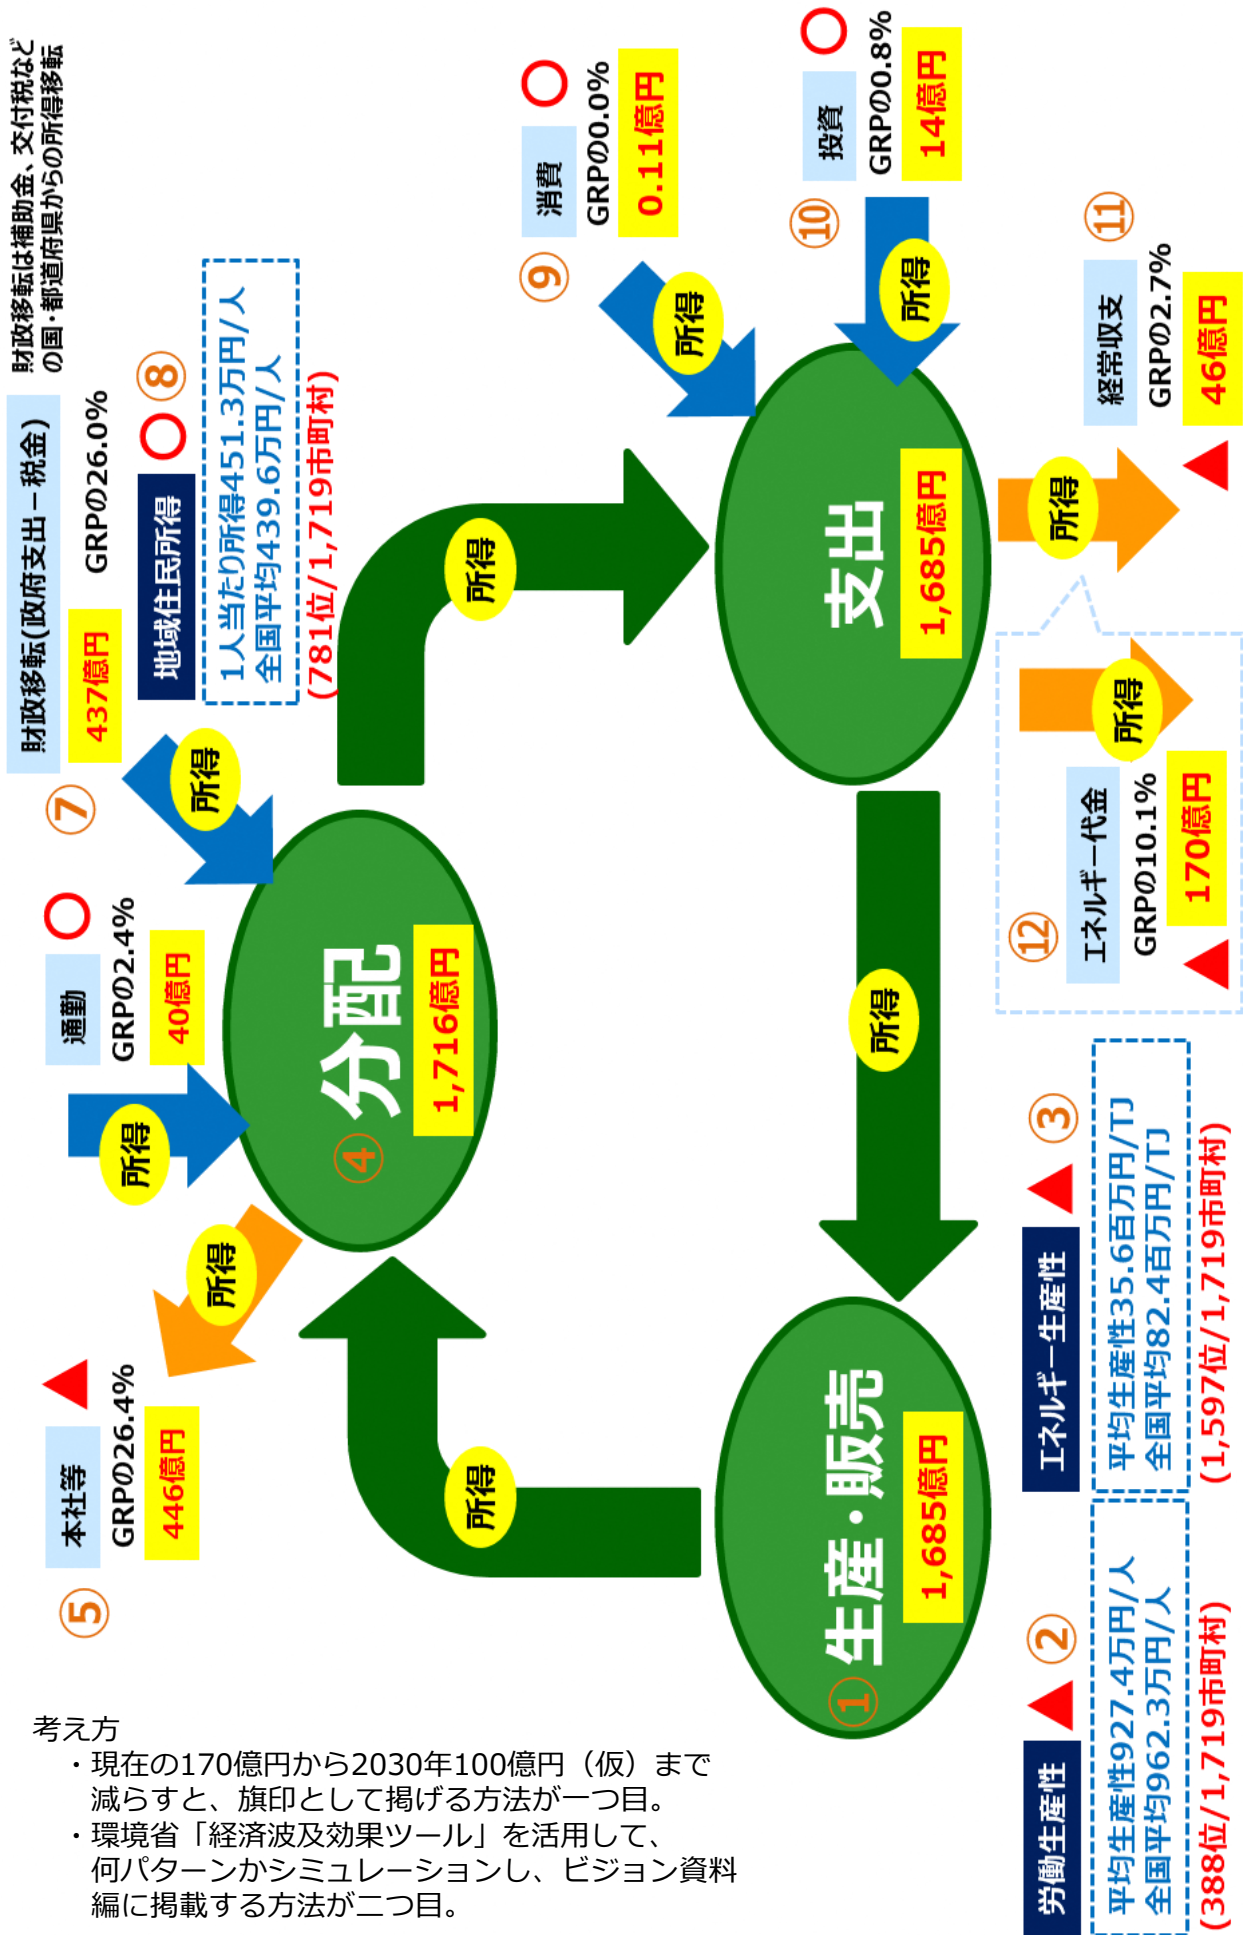 財政移転は補助金、交付税など
の国・都道府県からの所得移転
⑦
財政移転(政府支出－税金)
437億円
GRPの26.0%
所得
地域住民所得
○
⑧
1人当たり所得451.3万円/人
全国平均439.6万円/人
(781位/1,719市町村)
通勤
○
GRPの2.4%
40億円
所得
⑤
本社等
▲
GRPの26.4%
446億円
所得
④
分配
1,716億円
所得
所得
⑨
消費
○
GRPの0.0%
0.11億円
所得
⑩
投資
○
GRPの0.8%
14億円
所得
支出
1,685億円
所得
⑪
経常収支
GRPの2.7%
▲
46億円
所得
⑫
エネルギー代金
GRPの10.1%
▲
170億円
所得
①
生産・販売
1,685億円
労働生産性
▲
②
平均生産性927.4万円/人
全国平均962.3万円/人
(388位/1,719市町村)
エネルギー生産性
▲
③
平均生産性35.6百万円/TJ
全国平均82.4百万円/TJ
(1,597位/1,719市町村)
考え方
・現在の170億円から2030年100億円（仮）まで
減らすと、旗印として掲げる方法が一つ目。
・環境省「経済波及効果ツール」を活用して、
何パターンかシミュレーションし、ビジョン資料
編に掲載する方法が二つ目。